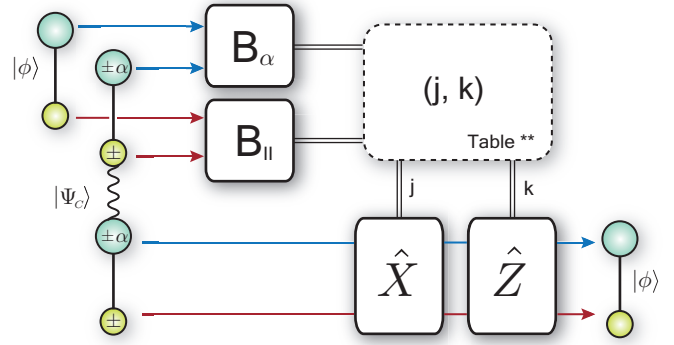 |ϕ⟩
±α
±
|Ψ_C⟩
±α
±
B_α
B_II
(j, k)
Table **
j
k
X̂
Ẑ
|ϕ⟩